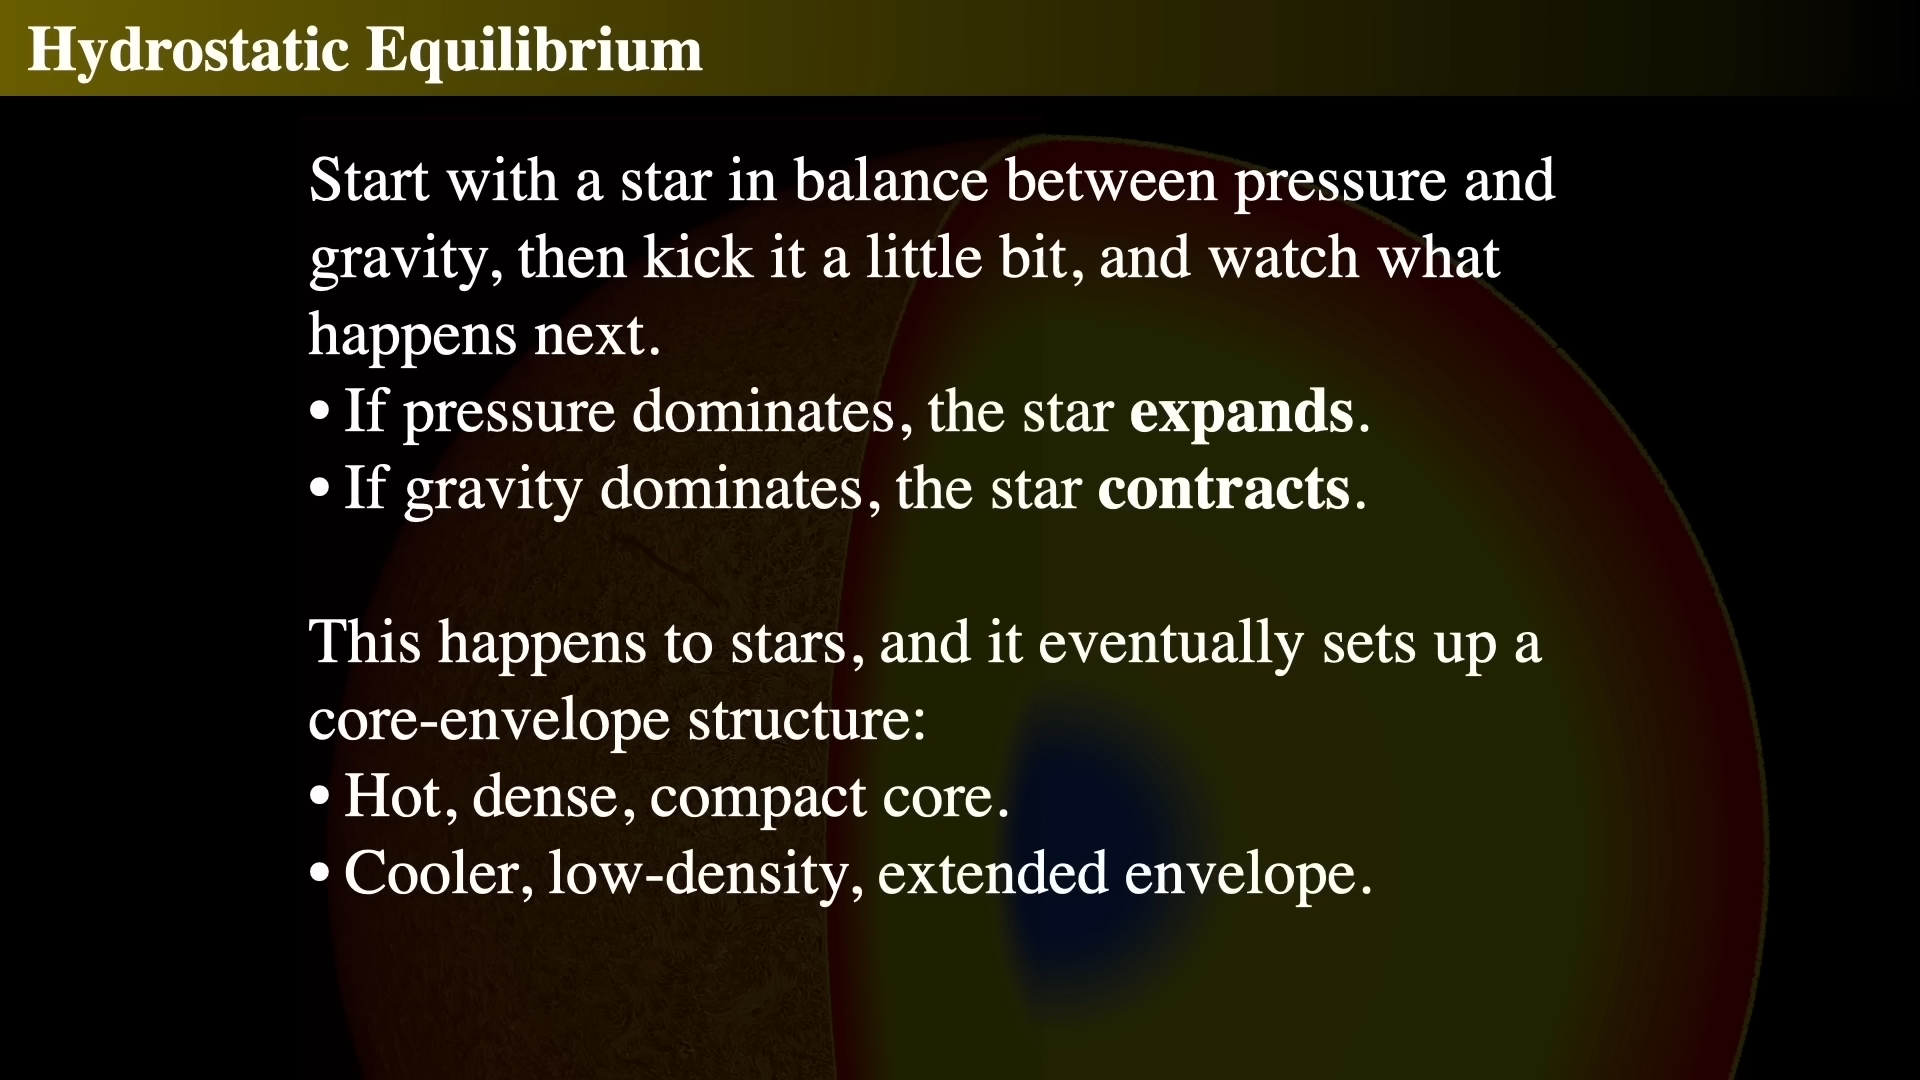 Hydrostatic Equilibrium
Start with a star in balance between pressure and
gravity, then kick it a little bit, and watch what
happens next.
• If pressure dominates, the star expands.
• If gravity dominates, the star contracts.
This happens to stars, and it eventually sets up a
core-envelope structure:
• Hot, dense, compact core.
• Cooler, low-density, extended envelope.